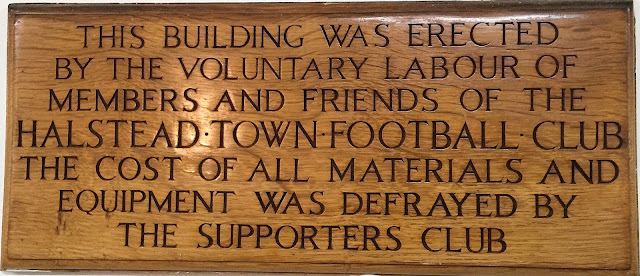 THIS BUILDING WAS ERECTED
BY THE VOLUNTARY LABOUR OF
MEMBERS AND FRIENDS OF THE
HALSTEAD·TOWN·FOOTBALL·CLUB
THE COST OF ALL MATERIALS AND
EQUIPMENT WAS DEFRAYED BY
THE SUPPORTERS CLUB